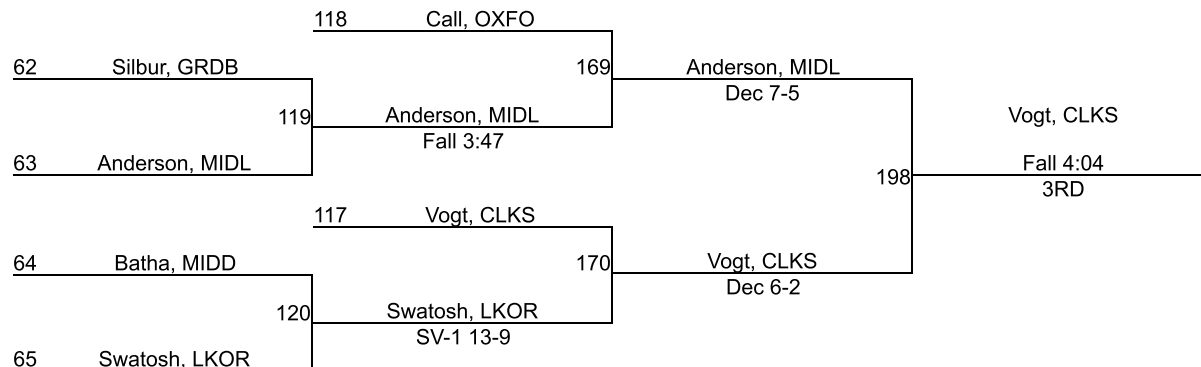 118 Call, OXFO
62 Silbur, GRDB
169 Anderson, MIDL
Dec 7-5
119 Anderson, MIDL
Fall 3:47
Vogt, CLKS
63 Anderson, MIDL
198 Fall 4:04
3RD
117 Vogt, CLKS
64 Batha, MIDD
170 Vogt, CLKS
Dec 6-2
120 Swatosh, LKOR
SV-1 13-9
65 Swatosh, LKOR